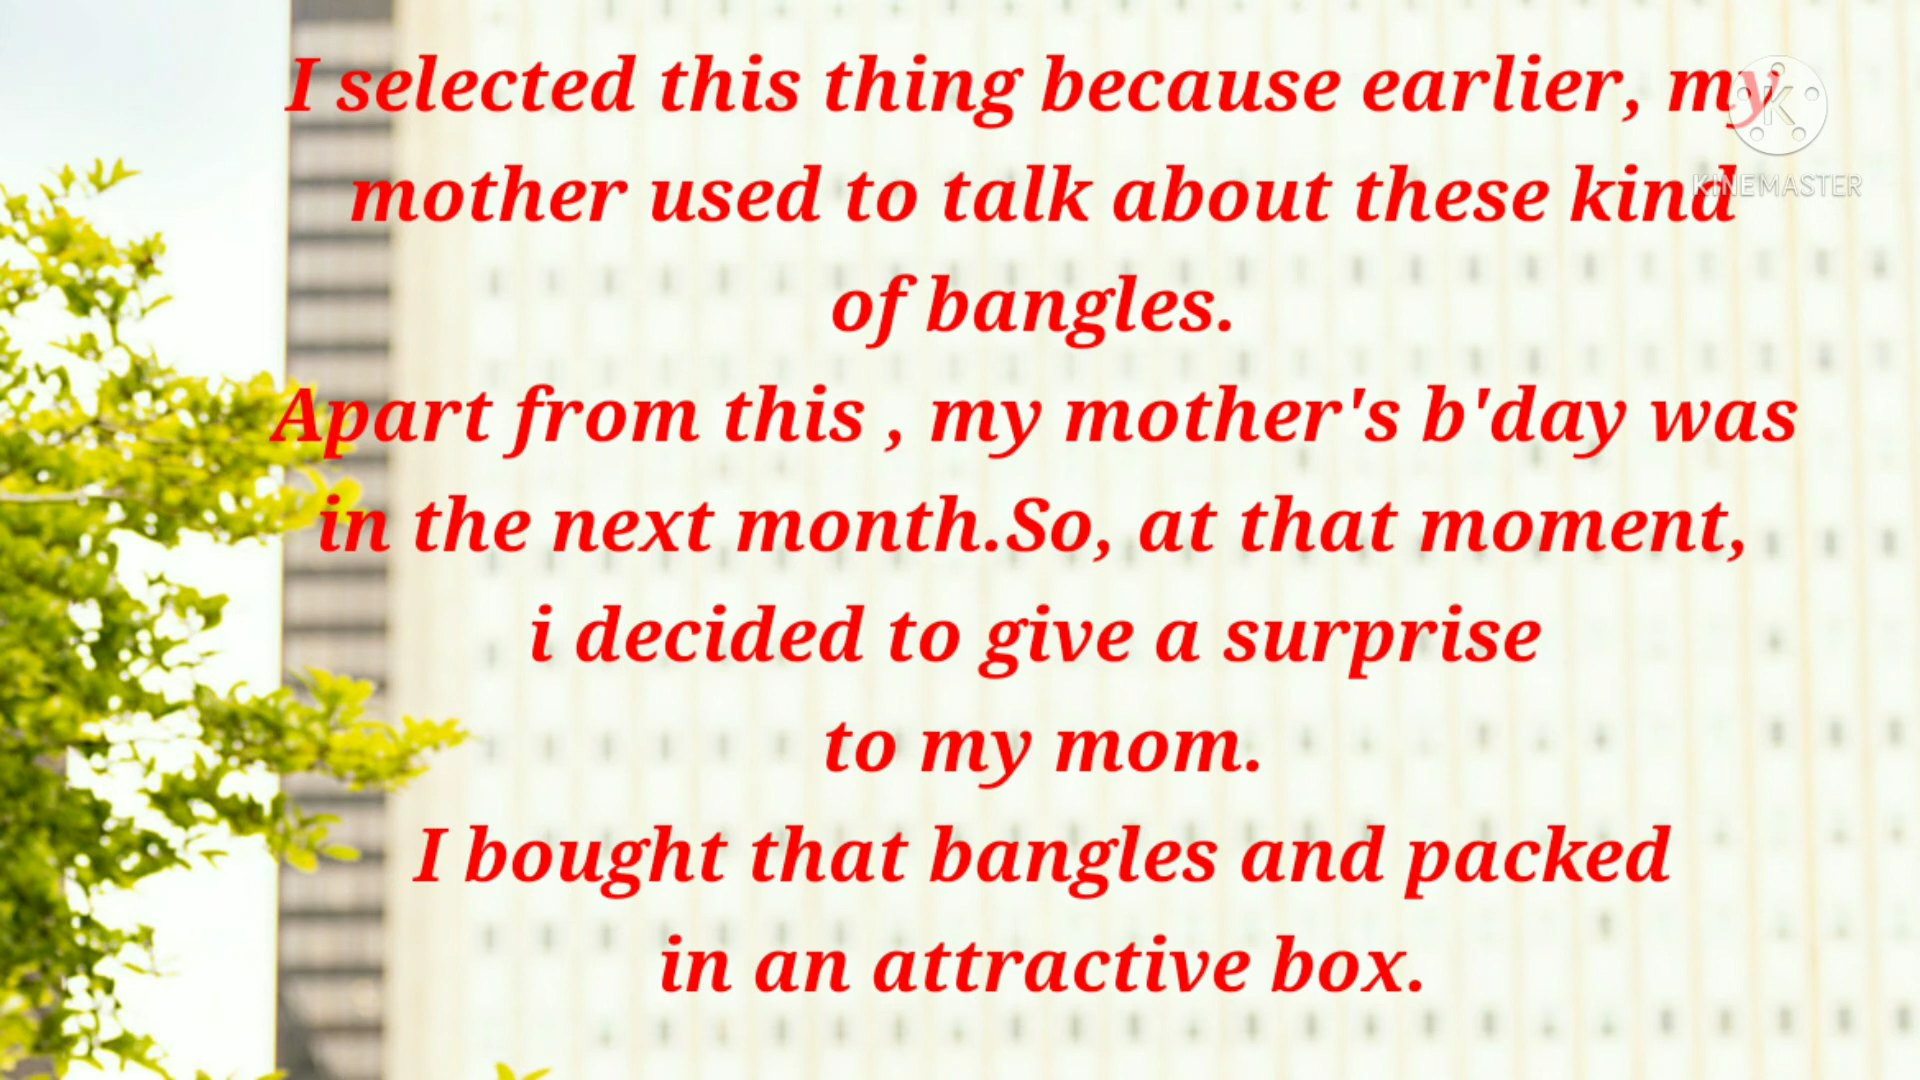 I selected this thing because earlier, my
mother used to talk about these kind
of bangles.
Apart from this , my mother's b'day was
in the next month.So, at that moment,
i decided to give a surprise
to my mom.
I bought that bangles and packed
in an attractive box.
K
KINEMASTER